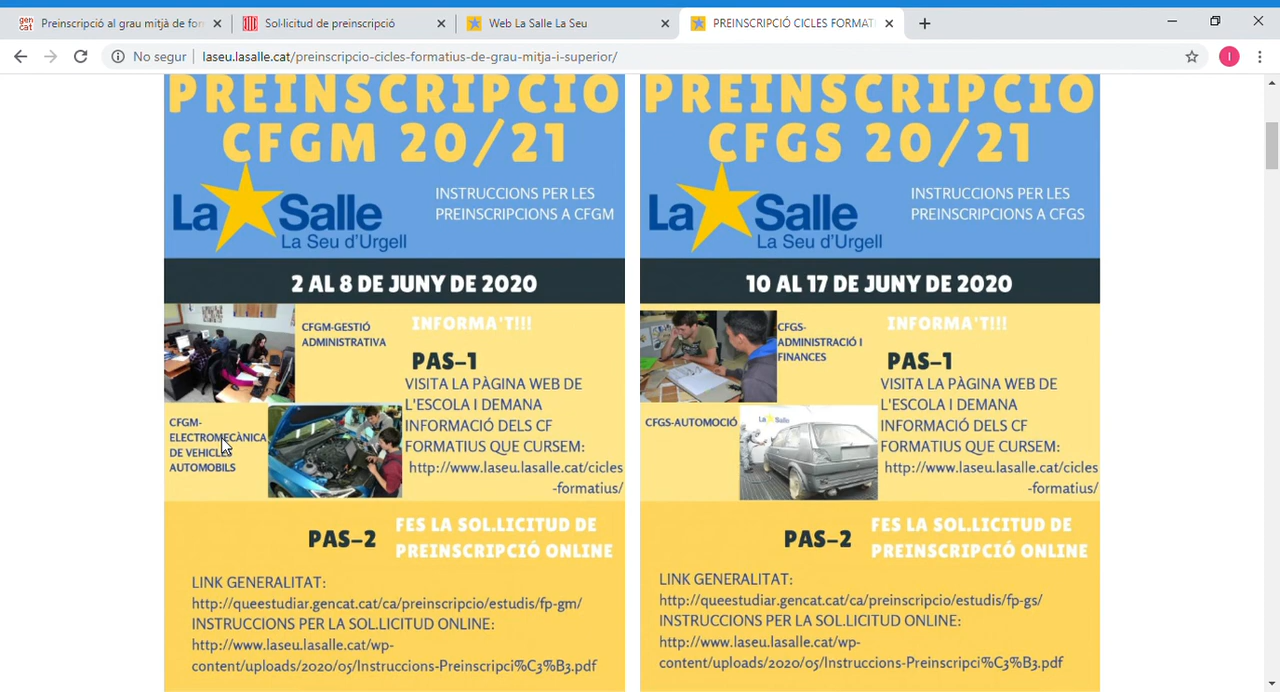 Preinscripció al grau mitjà de for
Sol·licitud de preinscripció
Web La Salle La Seu
PREINSCRIPCIÓ CICLES FORMATI
No segur
laseu.lasalle.cat/preinscripcio-cicles-formatius-de-grau-mitja-i-superior/
I
PREINSCRIPCIO
CFGM 20/21
La Salle
La Seu d'Urgell
INSTRUCCIONS PER LES
PREINSCRIPCIONS A CFGM
2 AL 8 DE JUNY DE 2020
CFGM-GESTIÓ
ADMINISTRATIVA
INFORMA'T!!!
PAS-1
VISITA LA PÀGINA WEB DE
L'ESCOLA I DEMANA
INFORMACIÓ DELS CF
FORMATIUS QUE CURSEM:
http://www.laseu.lasalle.cat/cicles
-formatius/
CFGM-
ELECTROMECÀNICA
DE VEHICLES
AUTOMOBILS
PAS-2
FES LA SOL.LICITUD DE
PREINSCRIPCIÓ ONLINE
LINK GENERALITAT:
http://queestudiar.gencat.cat/ca/preinscripcio/estudis/fp-gm/
INSTRUCCIONS PER LA SOL.LICITUD ONLINE:
http://www.laseu.lasalle.cat/wp-
content/uploads/2020/05/Instruccions-Preinscripci%C3%B3.pdf
PREINSCRIPCIO
CFGS 20/21
La Salle
La Seu d'Urgell
INSTRUCCIONS PER LES
PREINSCRIPCIONS A CFGS
10 AL 17 DE JUNY DE 2020
CFGS-
ADMINISTRACIÓ I
FINANCES
INFORMA'T!!!
PAS-1
VISITA LA PÀGINA WEB DE
L'ESCOLA I DEMANA
INFORMACIÓ DELS CF
FORMATIUS QUE CURSEM:
http://www.laseu.lasalle.cat/cicles
-formatius/
CFGS-AUTOMOCIÓ
La Salle
PAS-2
FES LA SOL.LICITUD DE
PREINSCRIPCIÓ ONLINE
LINK GENERALITAT:
http://queestudiar.gencat.cat/ca/preinscripcio/estudis/fp-gs/
INSTRUCCIONS PER LA SOL.LICITUD ONLINE:
http://www.laseu.lasalle.cat/wp-
content/uploads/2020/05/Instruccions-Preinscripci%C3%B3.pdf